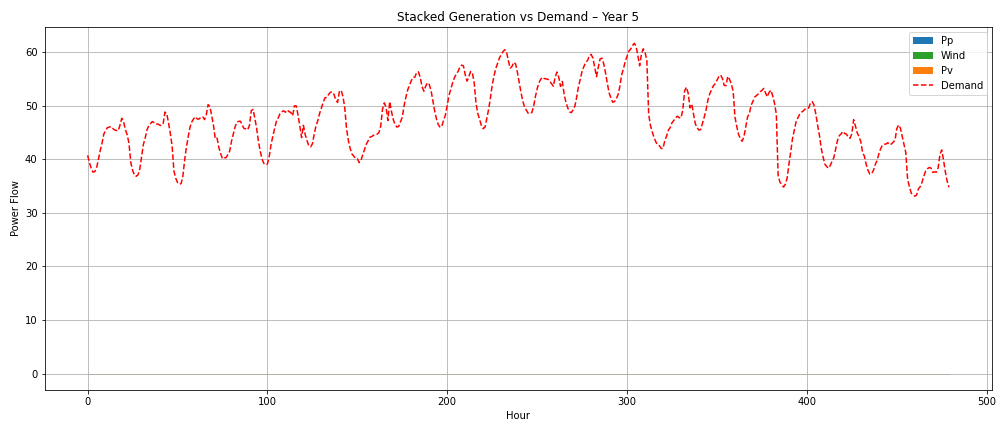 Stacked Generation vs Demand – Year 5
Pp
Wind
Pv
Demand
60
50
40
30
20
10
0
Power Flow
0 100 200 300 400 500
Hour